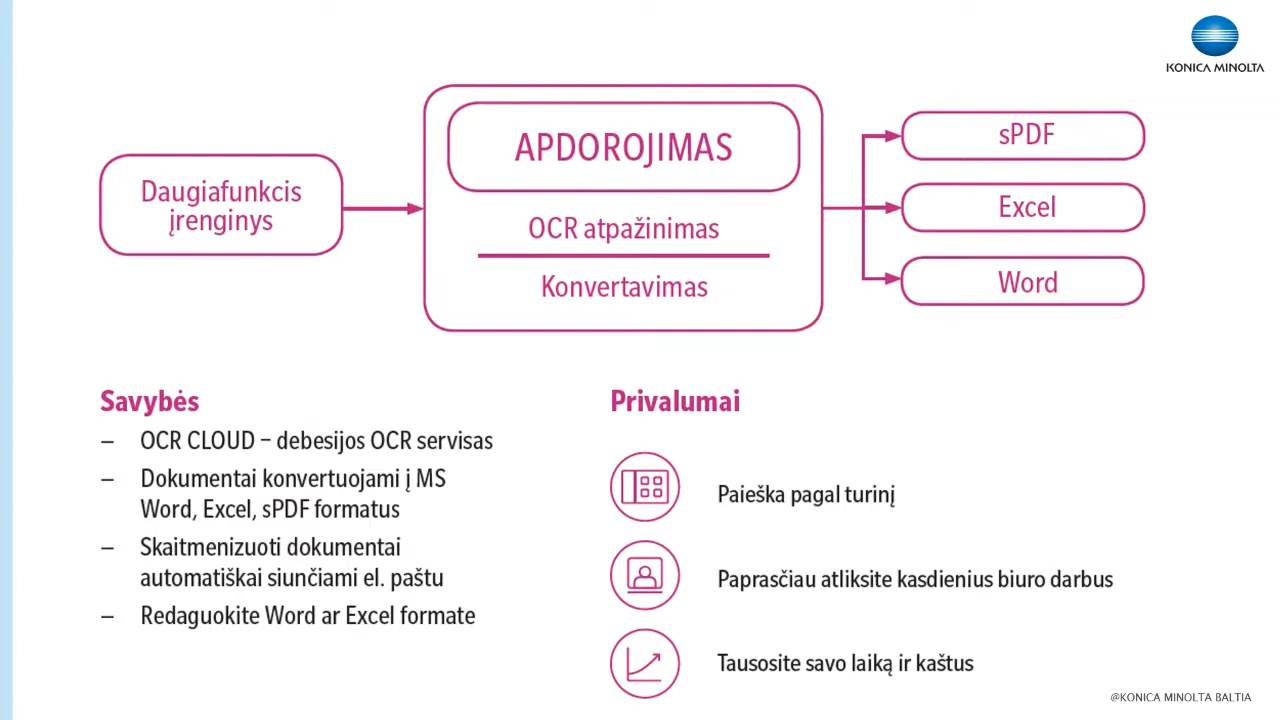 KONICA MINOLTA
Daugiafunkcis
įrenginys
APDOROJIMAS
OCR atpažinimas
Konvertavimas
sPDF
Excel
Word
Savybės
– OCR CLOUD – debesijos OCR servisas
– Dokumentai konvertuojami į MS
Word, Excel, sPDF formatus
– Skaitmenizuoti dokumentai
automatiškai siunčiami el. paštu
– Redaguokite Word ar Excel formate
Privalumai
Paieška pagal turinį
Paprasčiau atliksite kasdienius biuro darbus
Tausosite savo laiką ir kaštus
@KONICA MINOLTA BALTIA